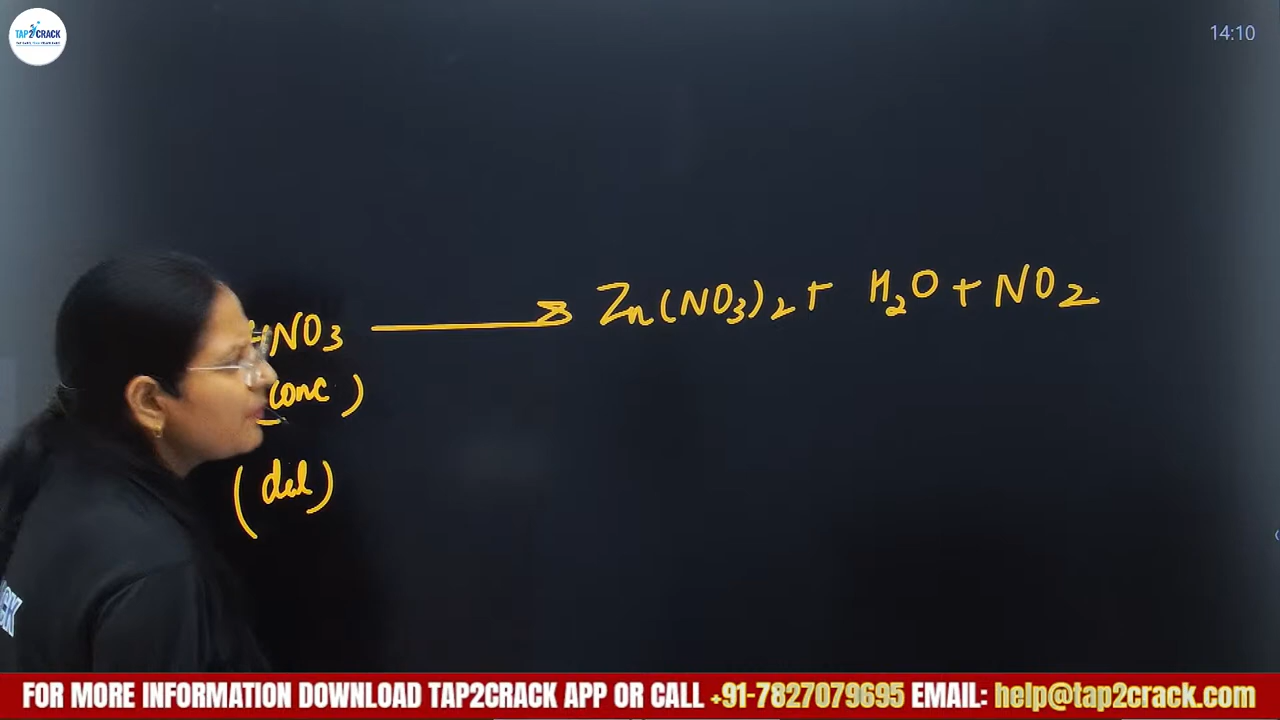 TAP2CRACK
14:10
HNO3 → Zn(NO3)2 + H2O + NO2
(conc)
(dil)
FOR MORE INFORMATION DOWNLOAD TAP2CRACK APP OR CALL +91-7827079695 EMAIL: help@tap2crack.com